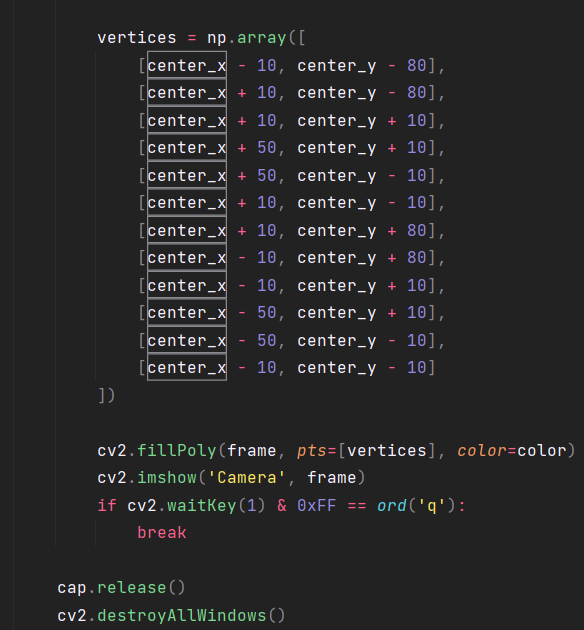 vertices = np.array([
[center_x - 10, center_y - 80],
[center_x + 10, center_y - 80],
[center_x + 10, center_y + 10],
[center_x + 50, center_y + 10],
[center_x + 50, center_y - 10],
[center_x + 10, center_y - 10],
[center_x + 10, center_y + 80],
[center_x - 10, center_y + 80],
[center_x - 10, center_y + 10],
[center_x - 50, center_y + 10],
[center_x - 50, center_y - 10],
[center_x - 10, center_y - 10]
])
cv2.fillPoly(frame, pts=[vertices], color=color)
cv2.imshow('Camera', frame)
if cv2.waitKey(1) & 0xFF == ord('q'):
break
cap.release()
cv2.destroyAllWindows()